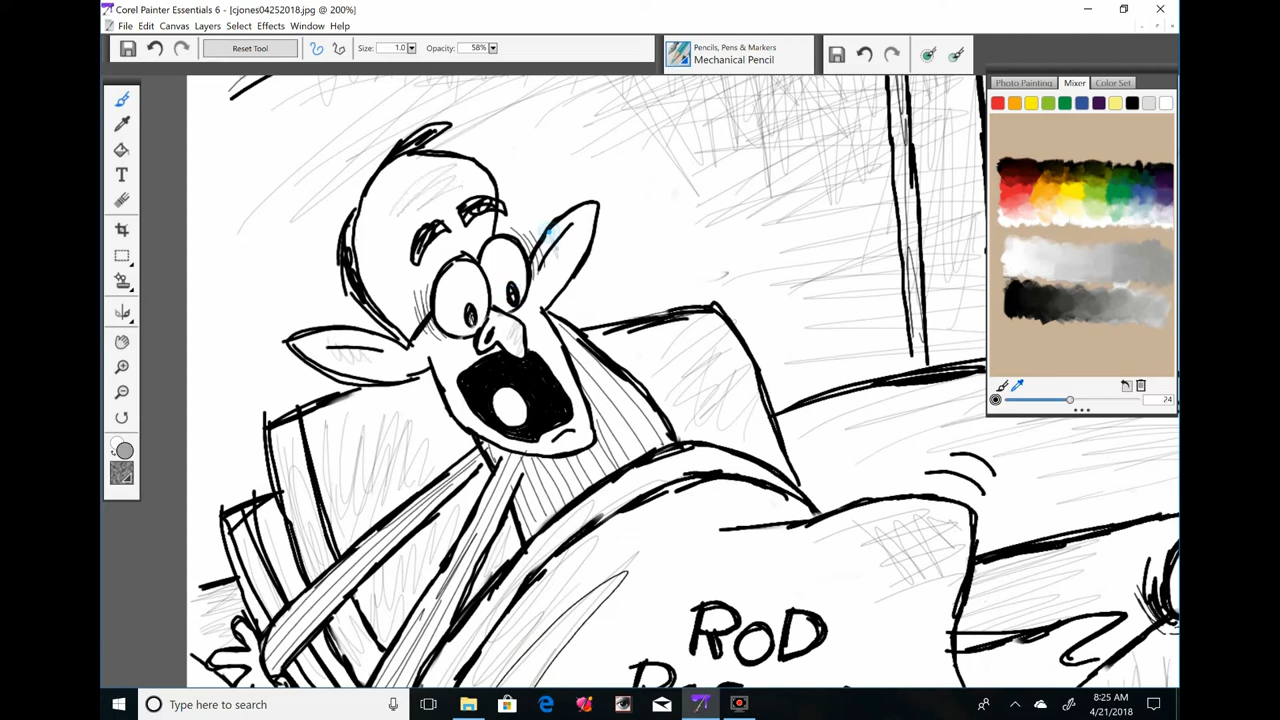 Corel Painter Essentials 6 - [cjones04252018.jpg @ 200%]
File Edit Canvas Layers Select Effects Window Help
Reset Tool
Size: 1.0
Opacity: 58%
Pencils, Pens & Markers
Mechanical Pencil
Photo Painting Mixer Color Set
24
ROD
Type here to search
8:25 AM
4/21/2018